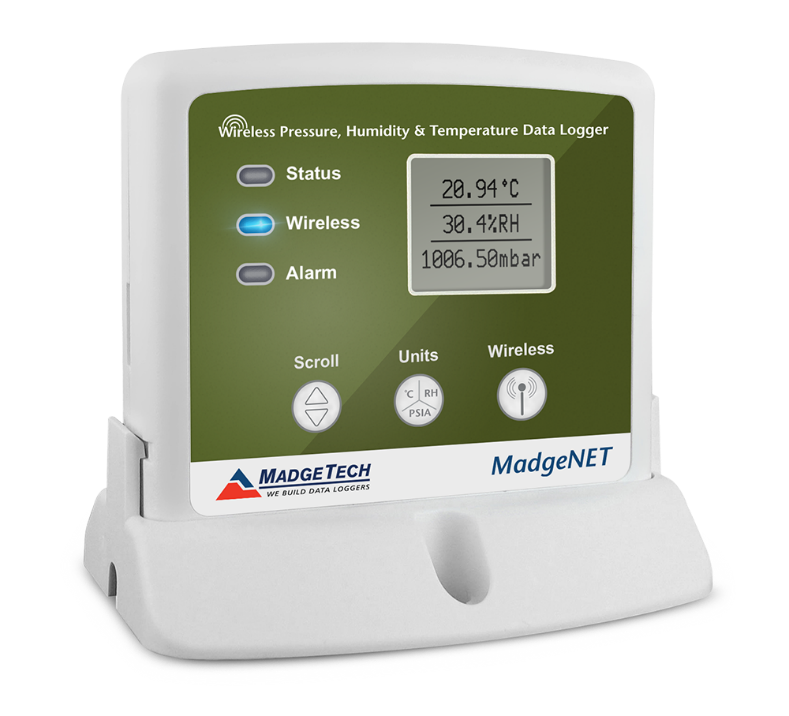 Wireless Pressure, Humidity & Temperature Data Logger
Status
Wireless
Alarm
20.94°C
30.4%RH
1006.50mbar
Scroll
Units
Wireless
°C RH
PSIA
MADGETECH
WE BUILD DATA LOGGERS
MadgeNET